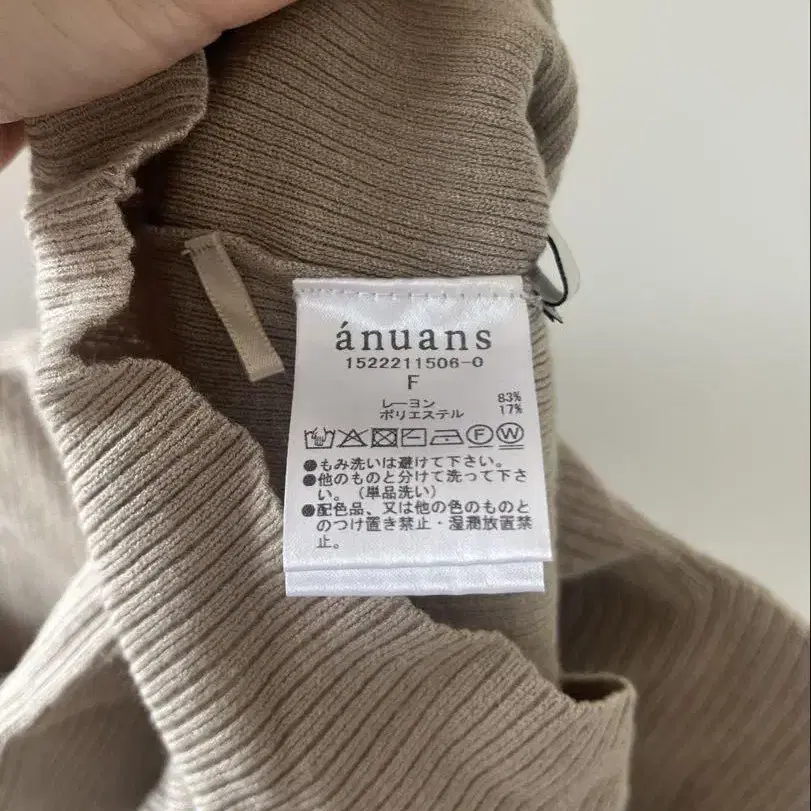 ánuans
1522211506-0
F
レーヨン 83%
ポリエステル 17%
F W
●もみ洗いは避けて下さい。
●他のものと分けて洗って下さ
い。（単品洗い）
●配色品、又は他の色のものと
のつけ置き禁止・湿潤放置禁
止。